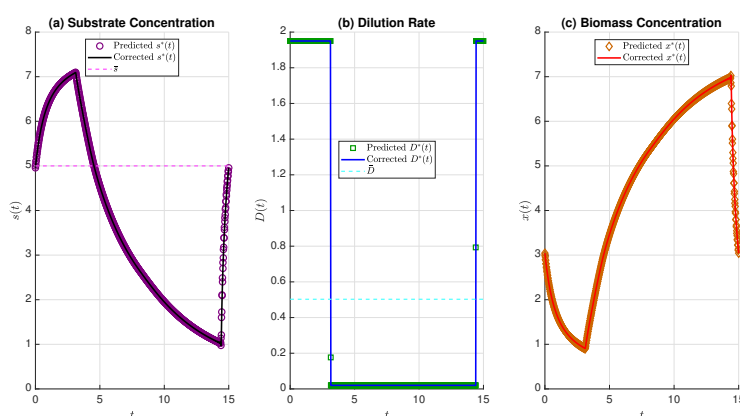 (a) Substrate Concentration
Predicted s*(t)
Corrected s*(t)
s̄
s(t)
8
7
6
5
4
3
2
1
0
0
5
10
15
t
(b) Dilution Rate
Predicted D*(t)
Corrected D*(t)
D̄
D(t)
2
1.8
1.6
1.4
1.2
1
0.8
0.6
0.4
0.2
0
0
5
10
15
t
(c) Biomass Concentration
Predicted x*(t)
Corrected x*(t)
x(t)
8
7
6
5
4
3
2
1
0
0
5
10
15
t